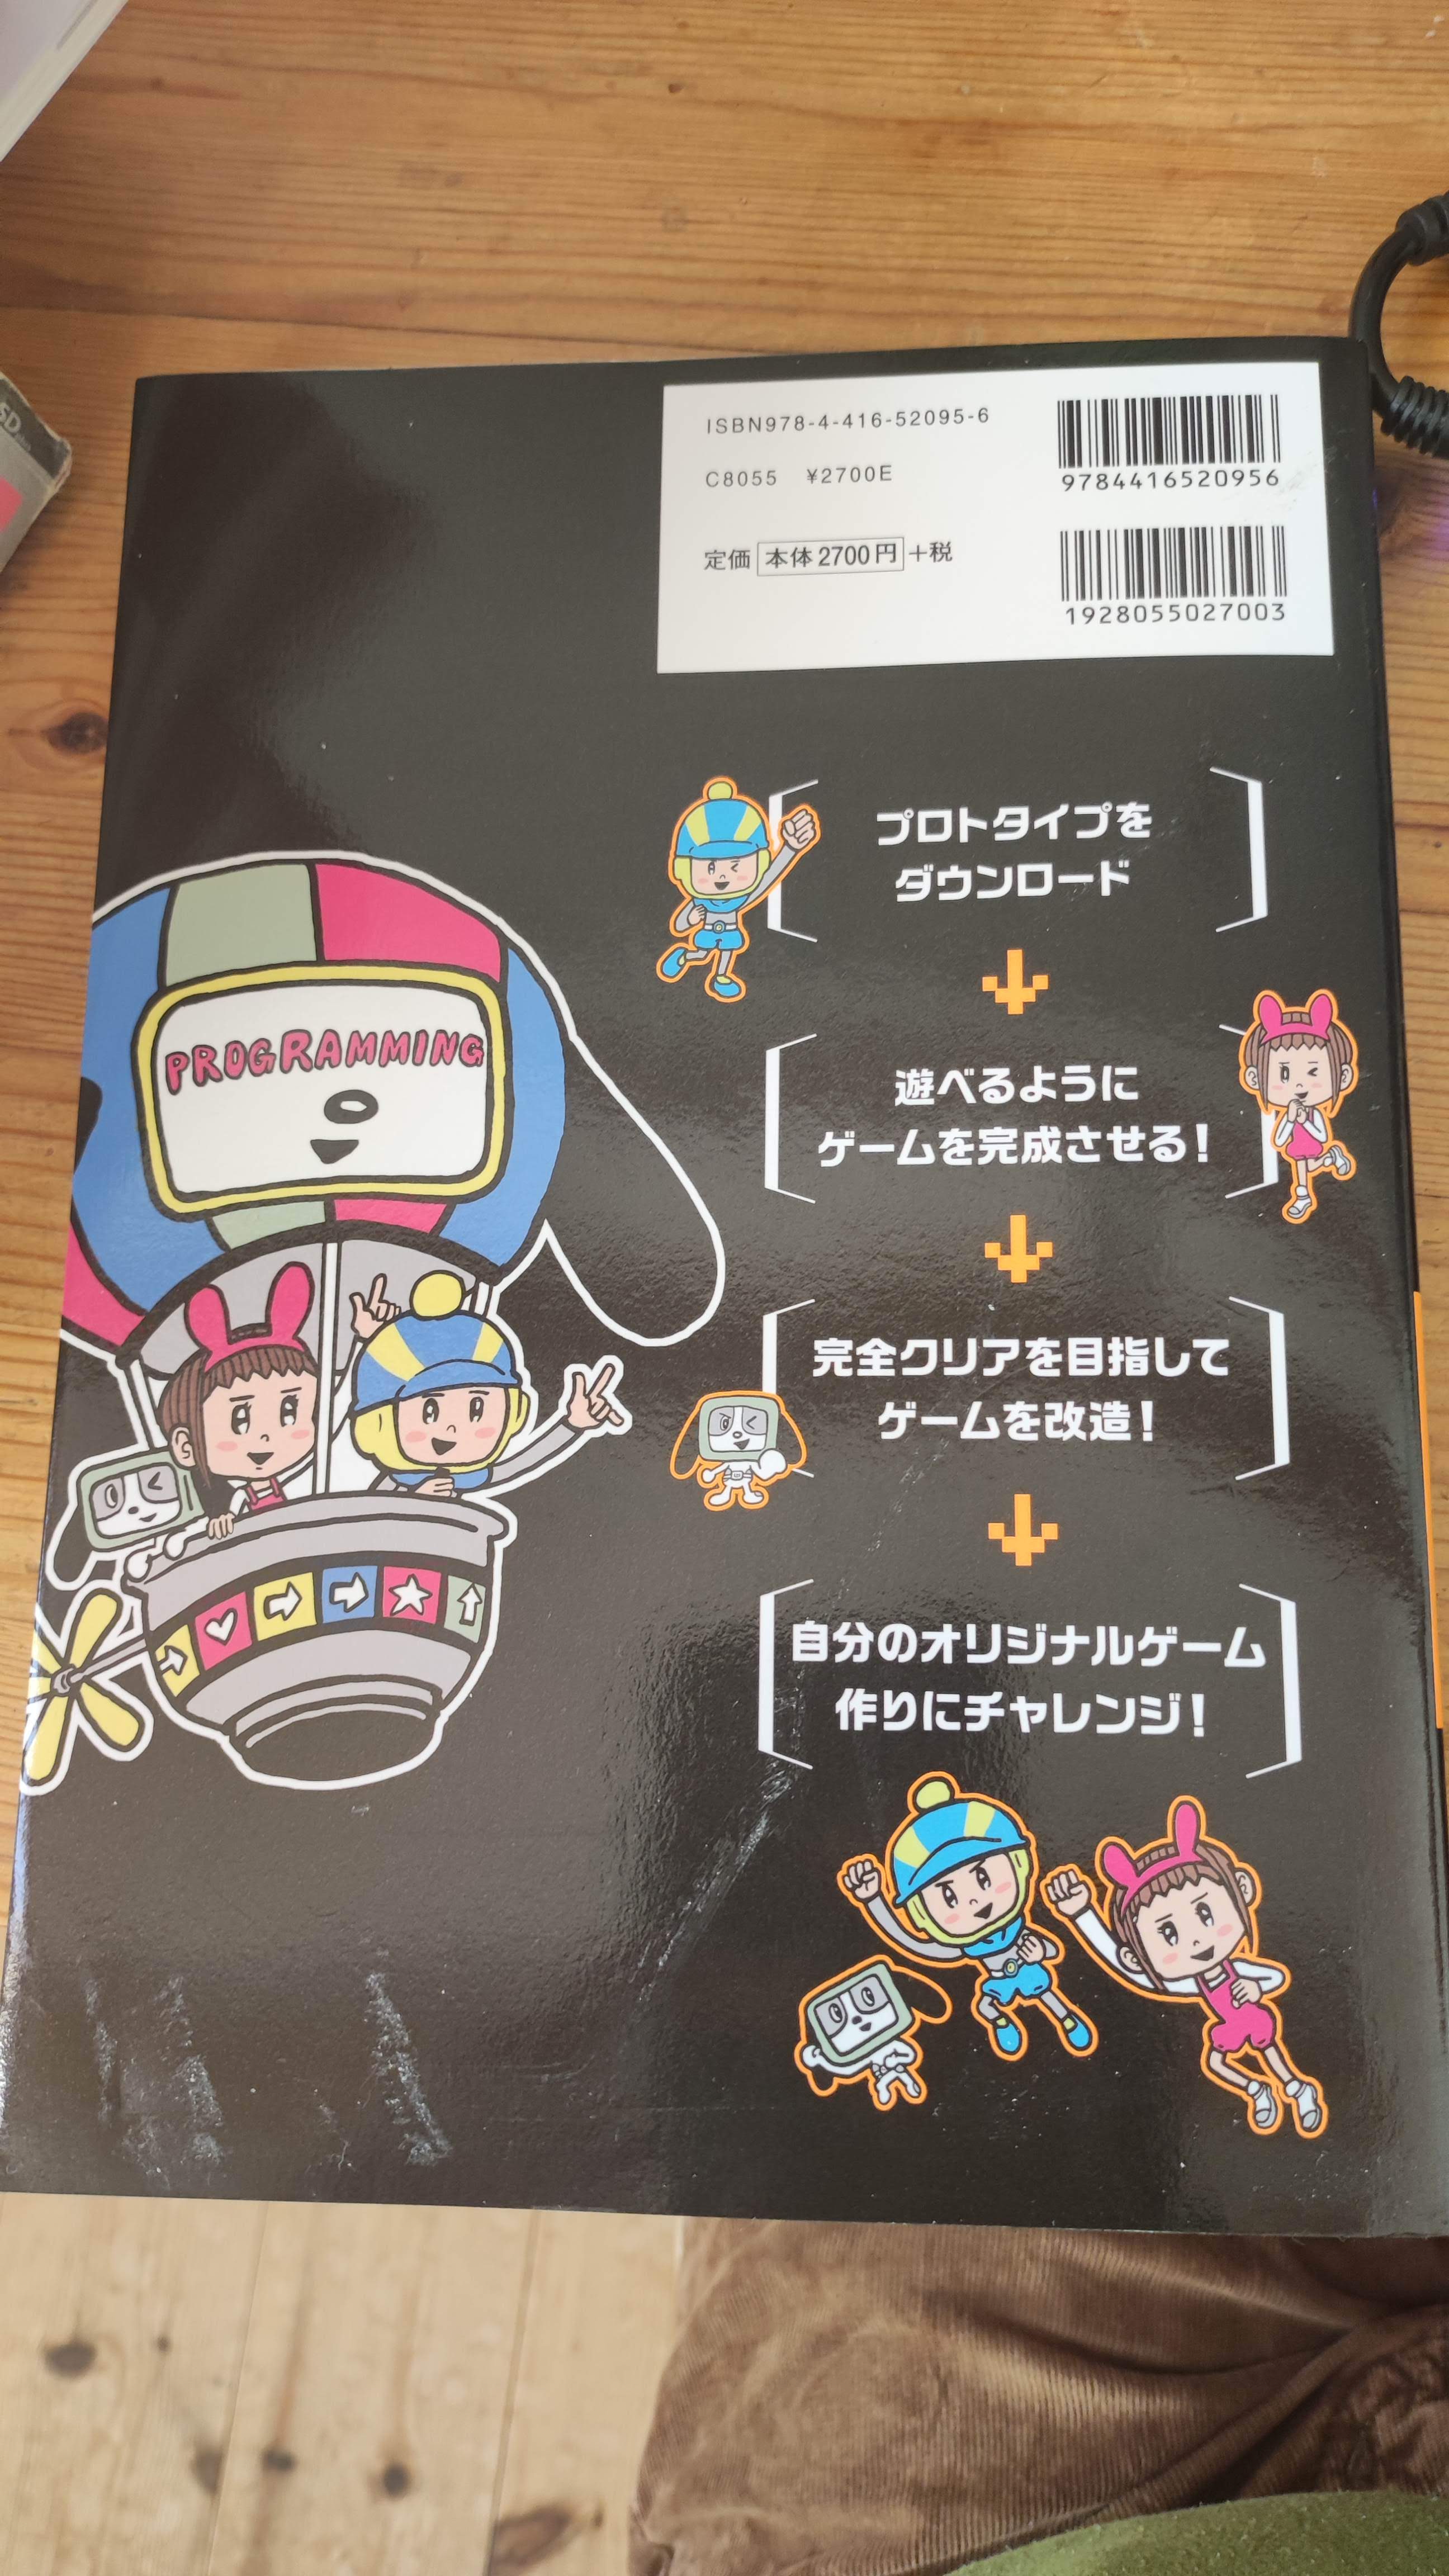 ISBN978-4-416-52095-6
9784416520956
C8055 ¥2700E
定価 本体2700円+税
1928055027003
プロトタイプを
ダウンロード
遊べるように
ゲームを完成させる!
完全クリアを目指して
ゲームを改造!
自分のオリジナルゲーム
作りにチャレンジ!
PROGRAMMING
SD